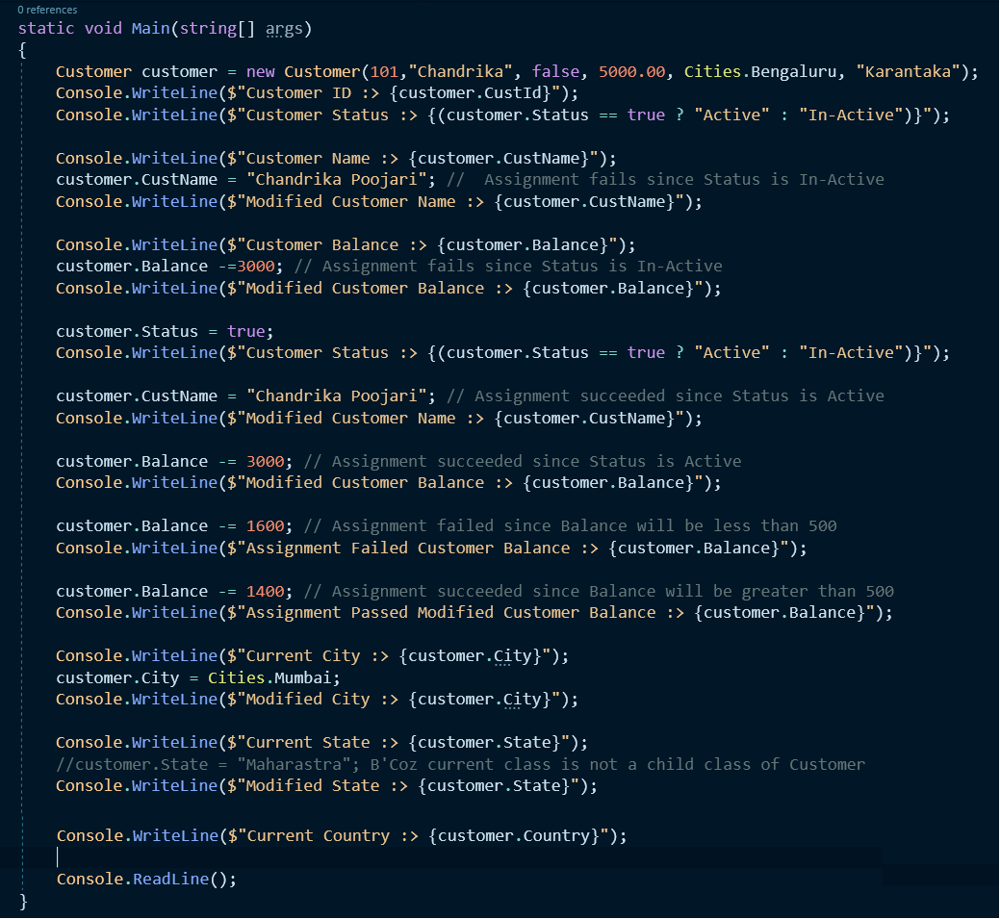 0 references
static void Main(string[] args)
{
Customer customer = new Customer(101,"Chandrika", false, 5000.00, Cities.Bengaluru, "Karantaka");
Console.WriteLine($"Customer ID :> {customer.CustId}");
Console.WriteLine($"Customer Status :> {(customer.Status == true ? "Active" : "In-Active")}");
Console.WriteLine($"Customer Name :> {customer.CustName}");
customer.CustName = "Chandrika Poojari"; //  Assignment fails since Status is In-Active
Console.WriteLine($"Modified Customer Name :> {customer.CustName}");
Console.WriteLine($"Customer Balance :> {customer.Balance}");
customer.Balance -=3000; // Assignment fails since Status is In-Active
Console.WriteLine($"Modified Customer Balance :> {customer.Balance}");
customer.Status = true;
Console.WriteLine($"Customer Status :> {(customer.Status == true ? "Active" : "In-Active")}");
customer.CustName = "Chandrika Poojari"; // Assignment succeeded since Status is Active
Console.WriteLine($"Modified Customer Name :> {customer.CustName}");
customer.Balance -= 3000; // Assignment succeeded since Status is Active
Console.WriteLine($"Modified Customer Balance :> {customer.Balance}");
customer.Balance -= 1600; // Assignment failed since Balance will be less than 500
Console.WriteLine($"Assignment Failed Customer Balance :> {customer.Balance}");
customer.Balance -= 1400; // Assignment succeeded since Balance will be greater than 500
Console.WriteLine($"Assignment Passed Modified Customer Balance :> {customer.Balance}");
Console.WriteLine($"Current City :> {customer.City}");
customer.City = Cities.Mumbai;
Console.WriteLine($"Modified City :> {customer.City}");
Console.WriteLine($"Current State :> {customer.State}");
//customer.State = "Maharastra"; B'Coz current class is not a child class of Customer
Console.WriteLine($"Modified State :> {customer.State}");
Console.WriteLine($"Current Country :> {customer.Country}");
Console.ReadLine();
}